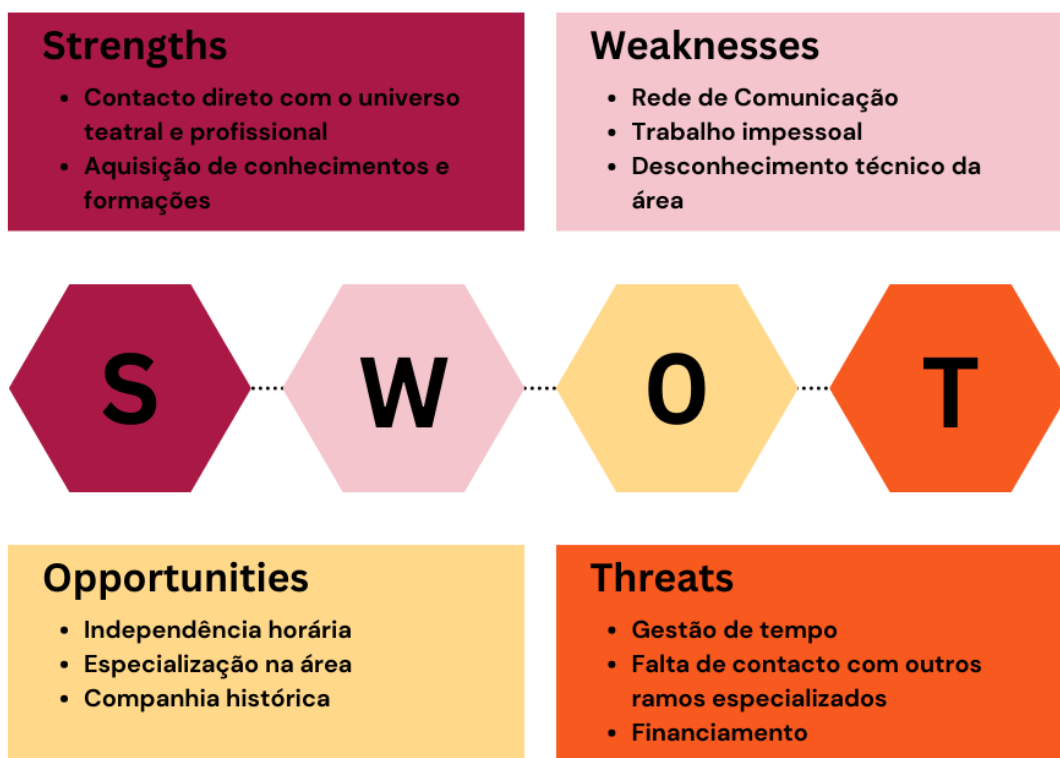 Strengths
• Contacto direto com o universo
teatral e profissional
• Aquisição de conhecimentos e
formações
Weaknesses
• Rede de Comunicação
• Trabalho impessoal
• Desconhecimento técnico da
área
S
W
O
T
Opportunities
• Independência horária
• Especialização na área
• Companhia histórica
Threats
• Gestão de tempo
• Falta de contacto com outros
ramos especializados
• Financiamento